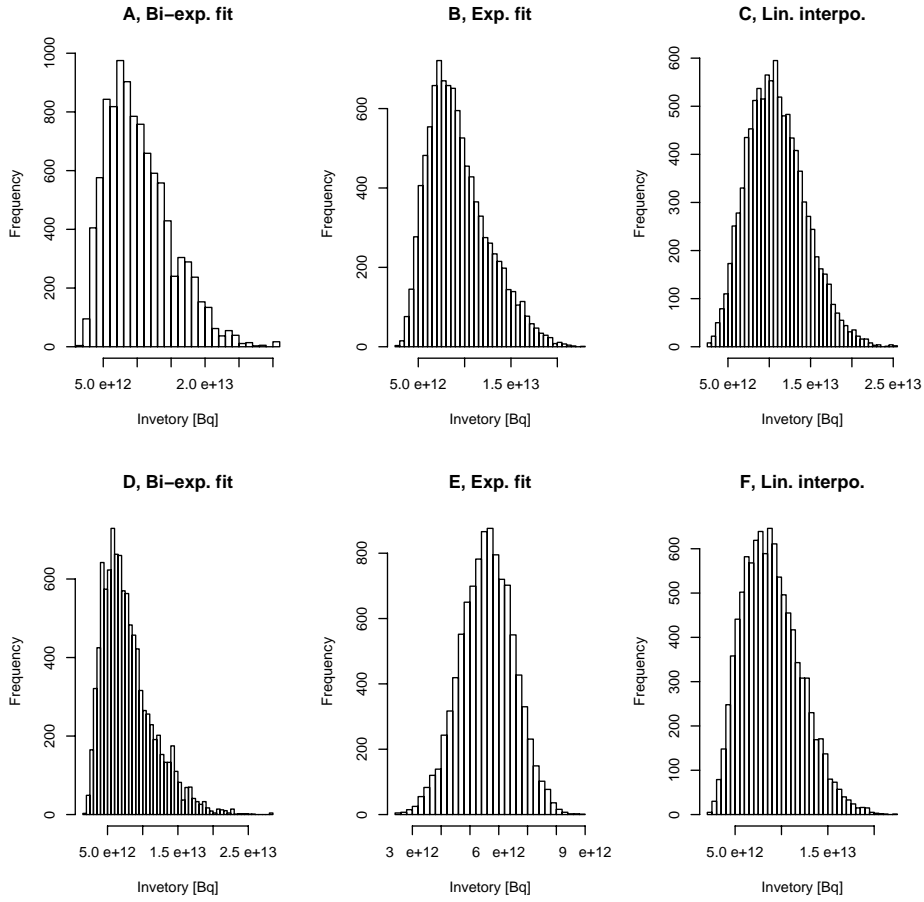 A, Bi−exp. fit
Frequency
0 200 400 600 800 1000
5.0 e+12 2.0 e+13
Invetory [Bq]
B, Exp. fit
Frequency
0 200 400 600
5.0 e+12 1.5 e+13
Invetory [Bq]
C, Lin. interpo.
Frequency
0 100 200 300 400 500 600
5.0 e+12 1.5 e+13 2.5 e+13
Invetory [Bq]
D, Bi−exp. fit
Frequency
0 200 400 600
5.0 e+12 1.5 e+13 2.5 e+13
Invetory [Bq]
E, Exp. fit
Frequency
0 200 400 600 800
3 e+12 6 e+12 9 e+12
Invetory [Bq]
F, Lin. interpo.
Frequency
0 100 200 300 400 500 600
5.0 e+12 1.5 e+13
Invetory [Bq]